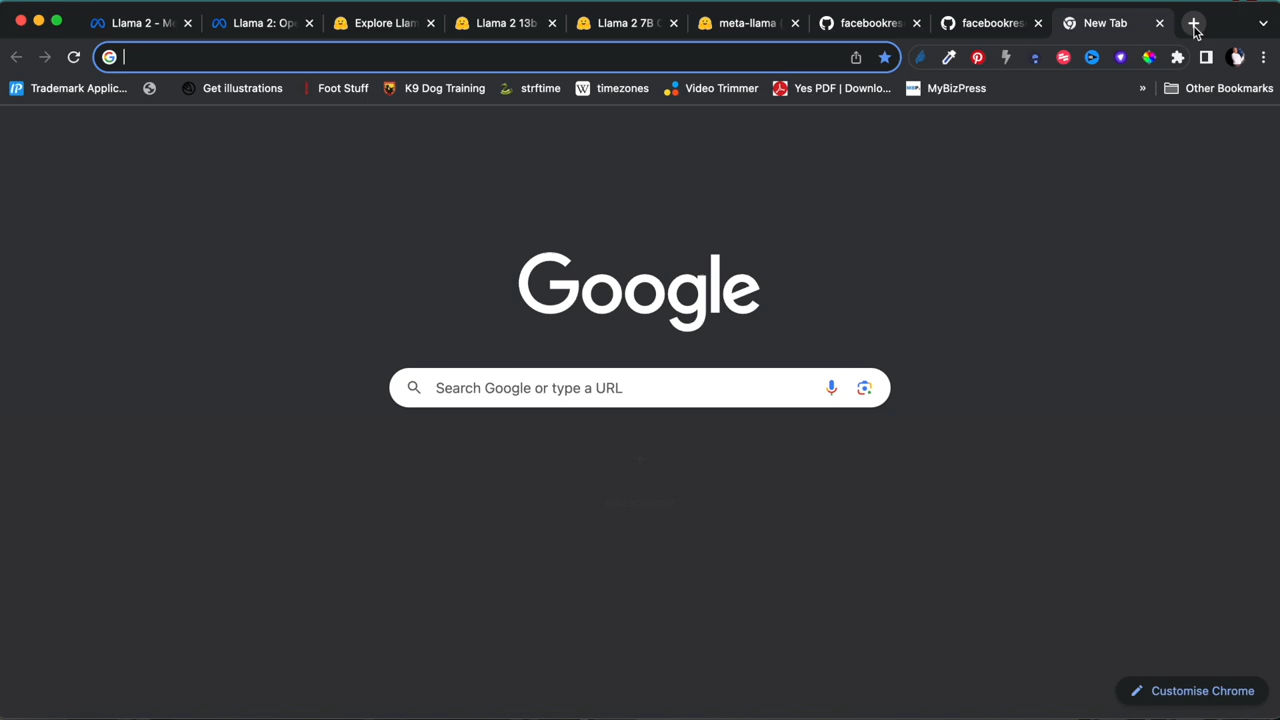 Llama 2 - Me
Llama 2: Ope
Explore Llam
Llama 2 13b
Llama 2 7B C
meta-llama (
facebookres
facebookres
New Tab
Trademark Applic...
Get illustrations
Foot Stuff
K9 Dog Training
strftime
timezones
Video Trimmer
Yes PDF | Downlo...
MyBizPress
»
Other Bookmarks
Google
Search Google or type a URL
Customise Chrome